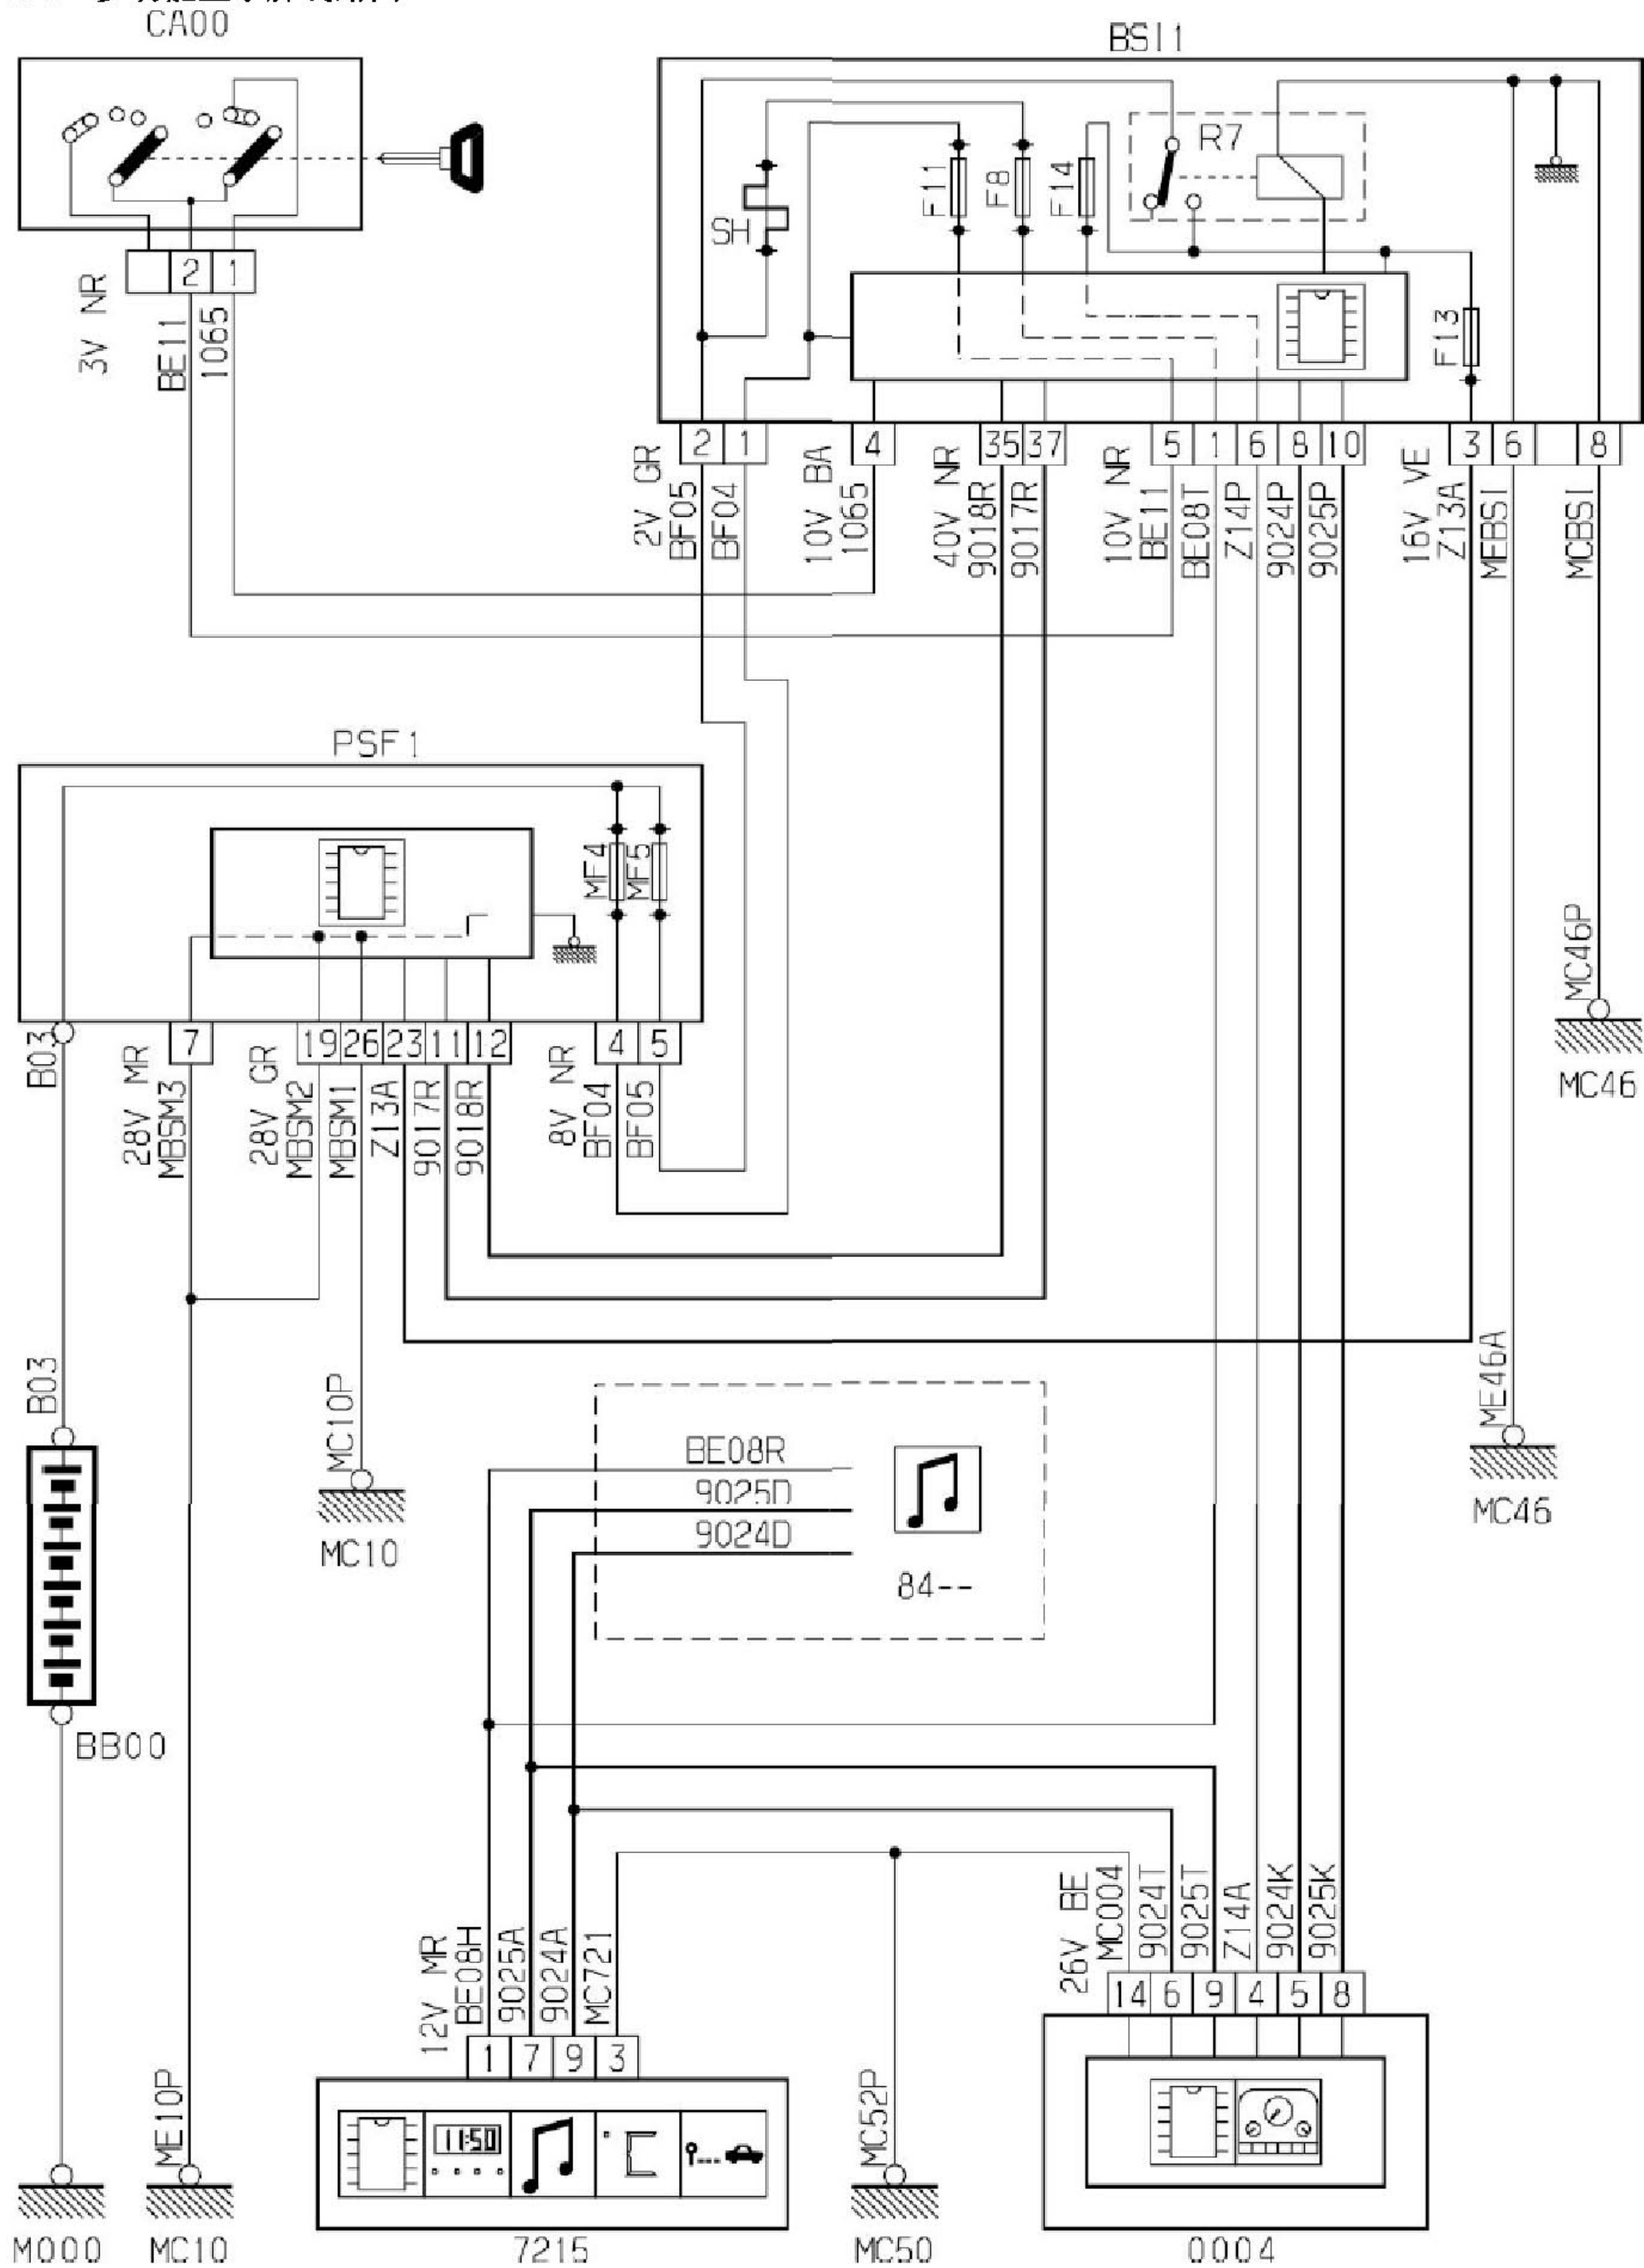 CA00
BSI1
R7
F11
F8
F14
SH
F13
3V NR
2
1
BE11
1065
2V GR
2
1
BF05
BF04
10V BA
4
1065
40V NR
35
37
9018R
9017R
10V NR
5
1
6
8
10
BE11
BE08T
Z14P
9024P
9025P
16V VE
3
6
8
Z13A
MEBSI
MCBSI
PSF1
MF4
MF5
B03
28V MR
7
MBSM3
28V GR
19
26
23
11
12
MBSM2
MBSM1
Z13A
9017R
9018R
8V NR
4
5
BF04
BF05
MC46P
MC46
B03
MC10P
MC10
BE08R
9025D
9024D
84--
ME46A
MC46
BB00
12V MR
BE08H
9025A
9024A
MC721
1
7
9
3
26V BE
MC004
9024T
9025T
Z14A
9024K
9025K
14
6
9
4
5
8
ME10P
MC52P
11:50
°C
M000
MC10
7215
MC50
0004